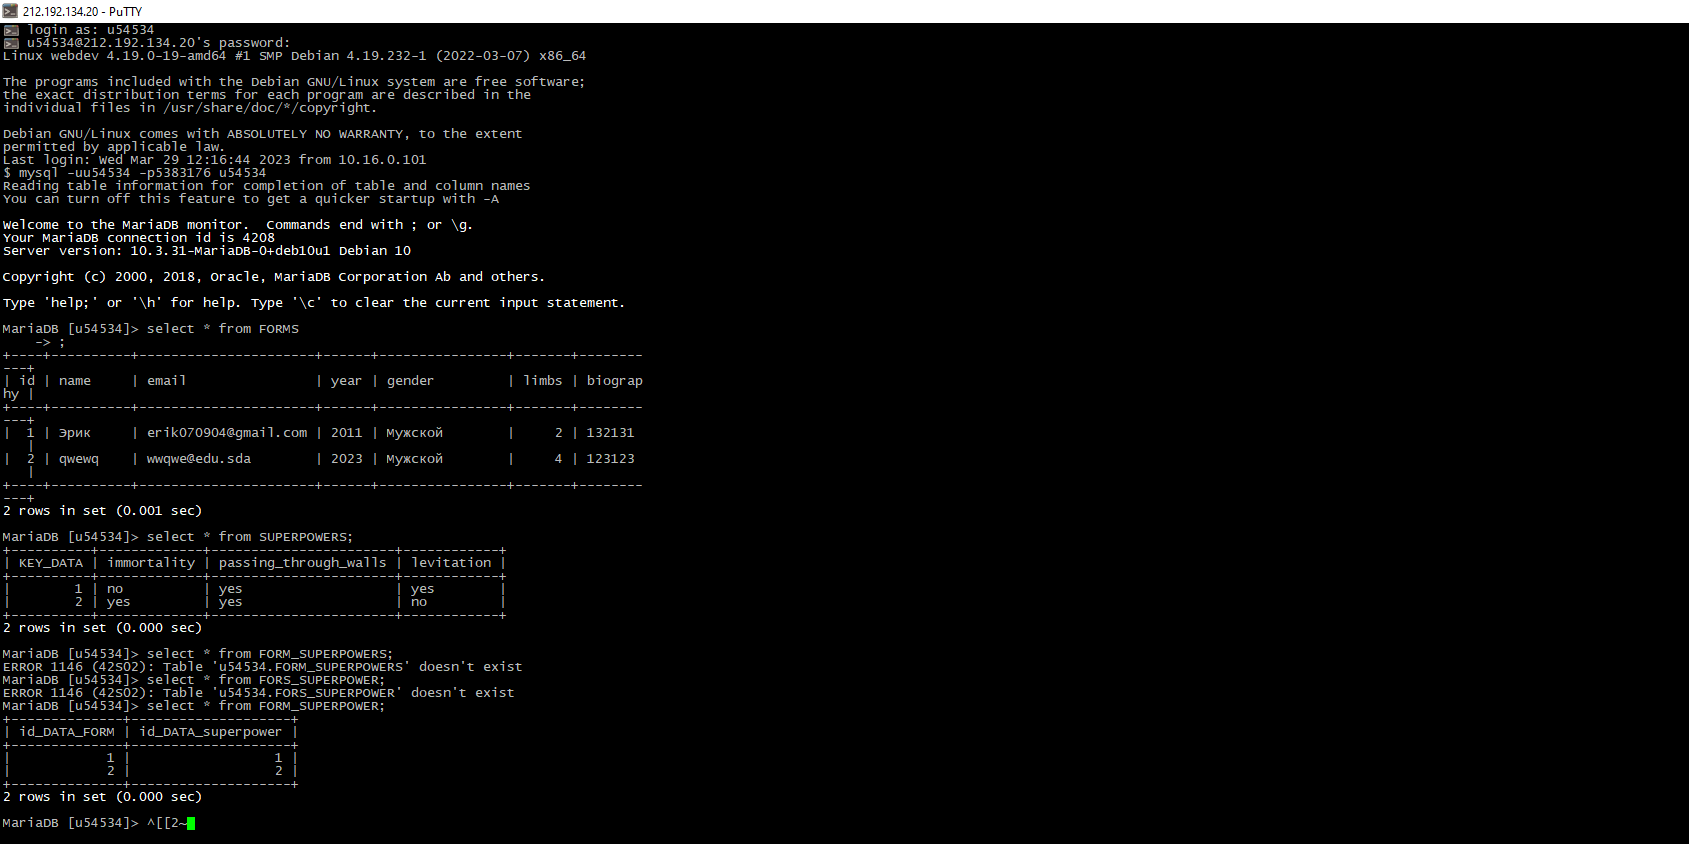 212.192.134.20 - PuTTY
login as: u54534
u54534@212.192.134.20's password:
Linux webdev 4.19.0-19-amd64 #1 SMP Debian 4.19.232-1 (2022-03-07) x86_64
The programs included with the Debian GNU/Linux system are free software;
the exact distribution terms for each program are described in the
individual files in /usr/share/doc/*/copyright.
Debian GNU/Linux comes with ABSOLUTELY NO WARRANTY, to the extent
permitted by applicable law.
Last login: Wed Mar 29 12:16:44 2023 from 10.16.0.101
$ mysql -uu54534 -p5383176 u54534
Reading table information for completion of table and column names
You can turn off this feature to get a quicker startup with -A
Welcome to the MariaDB monitor.  Commands end with ; or \g.
Your MariaDB connection id is 4208
Server version: 10.3.31-MariaDB-0+deb10u1 Debian 10
Copyright (c) 2000, 2018, Oracle, MariaDB Corporation Ab and others.
Type 'help;' or '\h' for help. Type '\c' to clear the current input statement.
MariaDB [u54534]> select * from FORMS
    -> ;
+----+----------+----------------------+------+----------------+-------+--------
---+
| id | name     | email                | year | gender         | limbs | biograp
hy |
+----+----------+----------------------+------+----------------+-------+--------
---+
|  1 | Эрик     | erik070904@gmail.com | 2011 | Мужской        |     2 | 132131
   |
|  2 | qwewq    | wwqwe@edu.sda        | 2023 | Мужской        |     4 | 123123
   |
+----+----------+----------------------+------+----------------+-------+--------
---+
2 rows in set (0.001 sec)
MariaDB [u54534]> select * from SUPERPOWERS;
+----------+-------------+-----------------------+------------+
| KEY_DATA | immortality | passing_through_walls | levitation |
+----------+-------------+-----------------------+------------+
|        1 | no          | yes                   | yes        |
|        2 | yes         | yes                   | no         |
+----------+-------------+-----------------------+------------+
2 rows in set (0.000 sec)
MariaDB [u54534]> select * from FORM_SUPERPOWERS;
ERROR 1146 (42S02): Table 'u54534.FORM_SUPERPOWERS' doesn't exist
MariaDB [u54534]> select * from FORS_SUPERPOWER;
ERROR 1146 (42S02): Table 'u54534.FORS_SUPERPOWER' doesn't exist
MariaDB [u54534]> select * from FORM_SUPERPOWER;
+--------------+--------------------+
| id_DATA_FORM | id_DATA_superpower |
+--------------+--------------------+
|            1 |                  1 |
|            2 |                  2 |
+--------------+--------------------+
2 rows in set (0.000 sec)
MariaDB [u54534]> ^[[2~